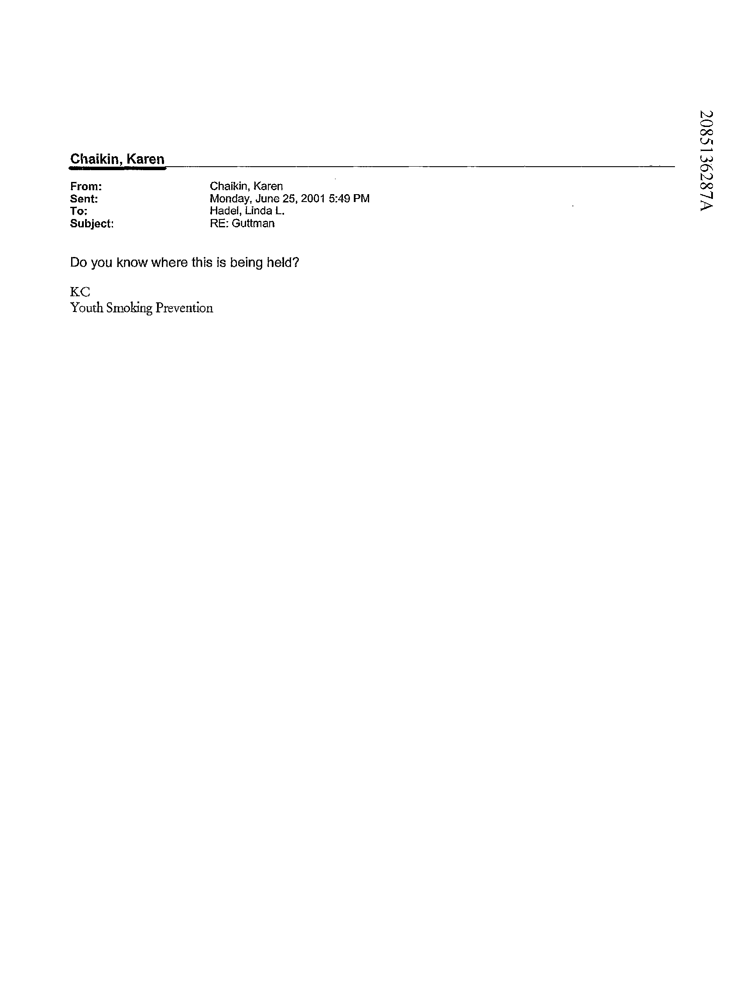 Chaikin, Karen
From: Chaikin, Karen
Sent: Monday, June 25, 2001 5:49 PM
To: Hadel, Linda L.
Subject: RE: Guttman
Do you know where this is being held?
KC
Youth Smoking Prevention
2085136287A